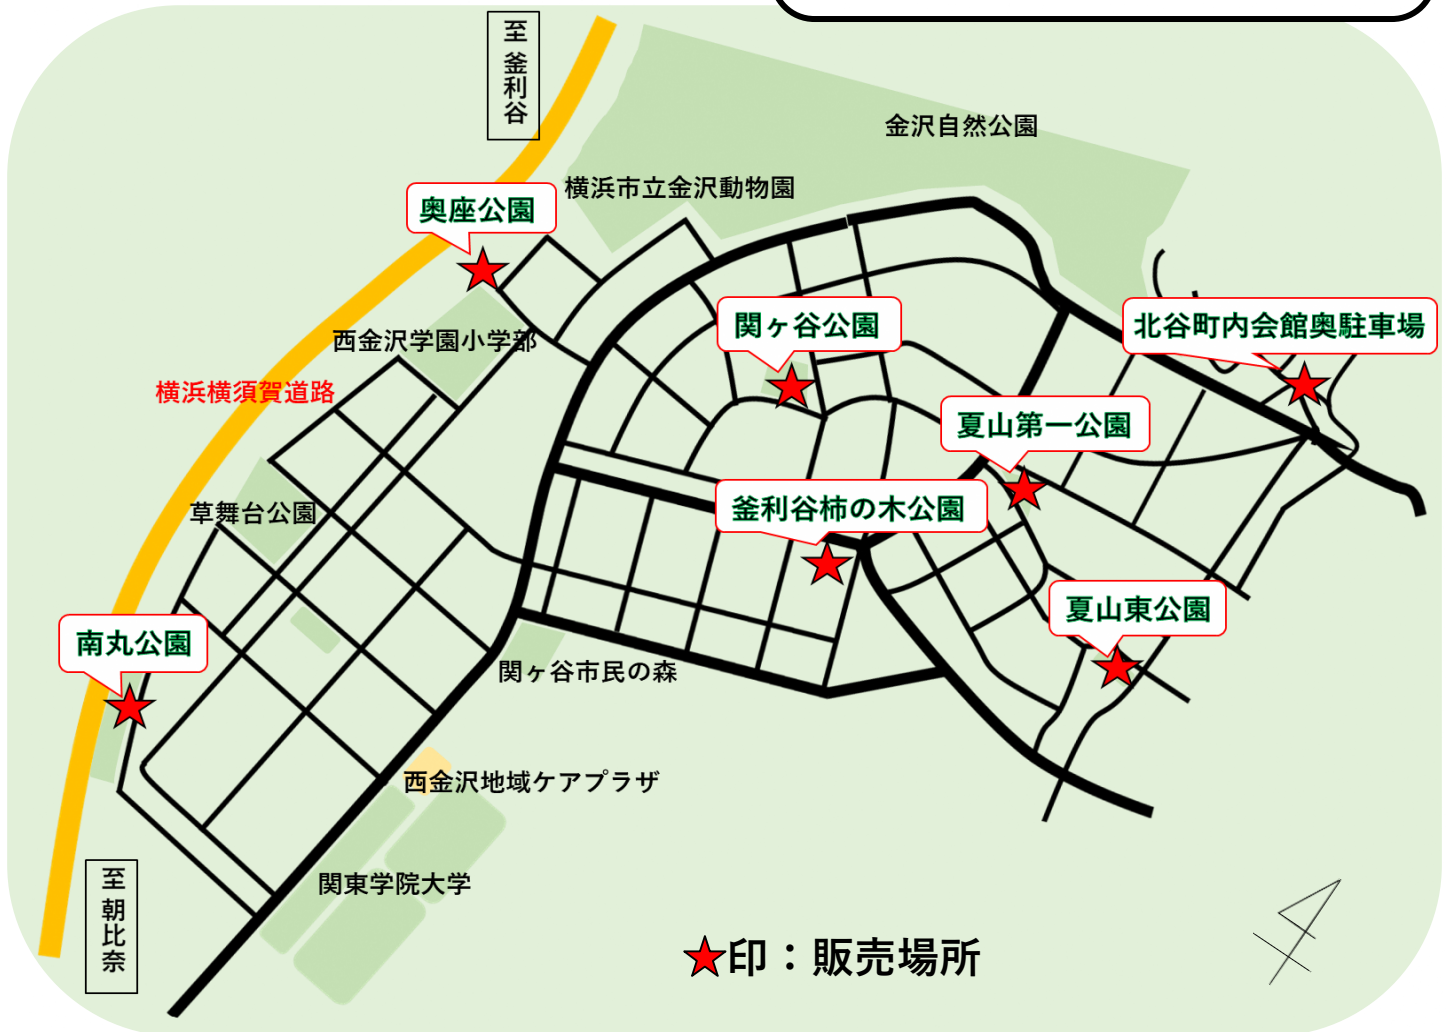 至 釜利谷
金沢自然公園
横浜市立金沢動物園
奥座公園
関ヶ谷公園
北谷町内会館奥駐車場
西金沢学園小学部
横浜横須賀道路
夏山第一公園
釜利谷柿の木公園
草舞台公園
夏山東公園
南丸公園
関ヶ谷市民の森
西金沢地域ケアプラザ
関東学院大学
至 朝比奈
★印：販売場所